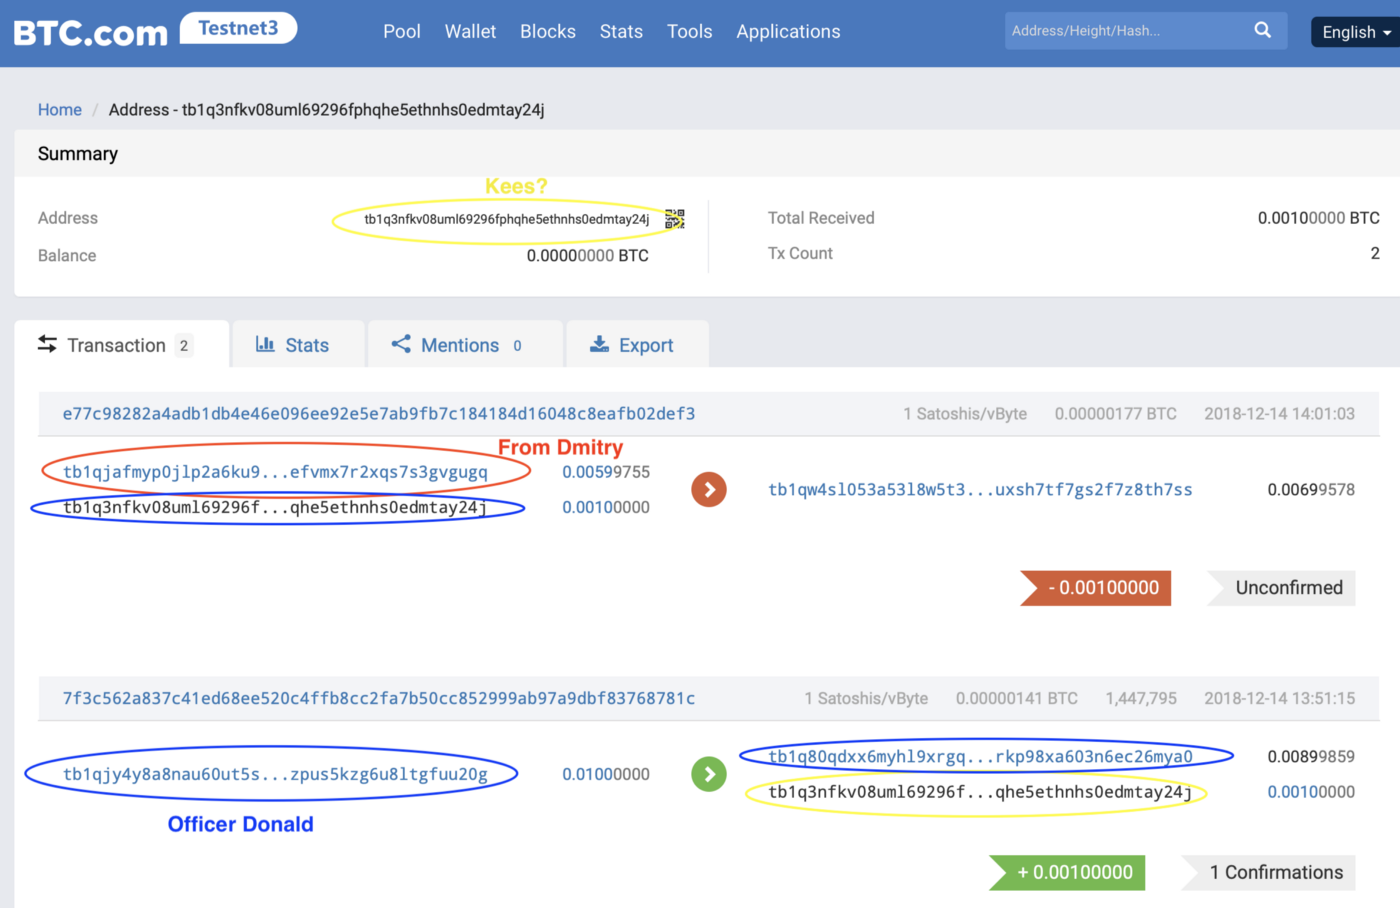 BTC.com Testnet3 Pool Wallet Blocks Stats Tools Applications Address/Height/Hash... English
Home / Address - tb1q3nfkv08uml69296fphqhe5ethnhs0edmtay24j
Summary
Kees?
Address tb1q3nfkv08uml69296fphqhe5ethnhs0edmtay24j Total Received 0.00100000 BTC
Balance 0.00000000 BTC Tx Count 2
Transaction 2 Stats Mentions 0 Export
e77c98282a4adb1db4e46e096ee92e5e7ab9fb7c184184d16048c8eafb02def3 1 Satoshis/vByte 0.00000177 BTC 2018-12-14 14:01:03
From Dmitry
tb1qjafmyp0jlp2a6ku9...efvmx7r2xqs7s3gvgugq 0.00599755
tb1qw4sl053a53l8w5t3...uxsh7tf7gs2f7z8th7ss 0.00699578
tb1q3nfkv08uml69296f...qhe5ethnhs0edmtay24j 0.00100000
- 0.00100000 Unconfirmed
7f3c562a837c41ed68ee520c4ffb8cc2fa7b50cc852999ab97a9dbf83768781c 1 Satoshis/vByte 0.00000141 BTC 1,447,795 2018-12-14 13:51:15
tb1qjy4y8a8nau60ut5s...zpus5kzg6u8ltgfuu20g 0.01000000
tb1q80qdxx6myhl9xrgq...rkp98xa603n6ec26mya0 0.00899859
tb1q3nfkv08uml69296f...qhe5ethnhs0edmtay24j 0.00100000
Officer Donald
+ 0.00100000 1 Confirmations